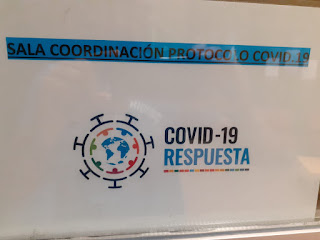 SALA COORDINACIÓN PROTOCOLO COVID 19
COVID-19
RESPUESTA